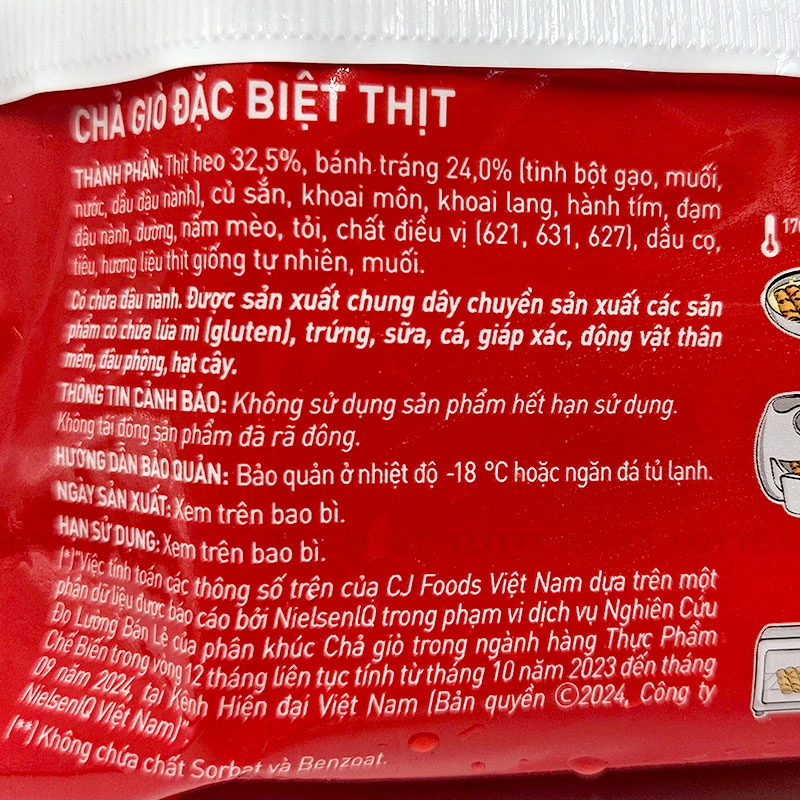 CHẢ GIÒ ĐẶC BIỆT THỊT
THÀNH PHẦN: Thịt heo 32,5%, bánh tráng 24,0% (tinh bột gạo, muối,
nước, dầu đậu nành), củ sắn, khoai môn, khoai lang, hành tím, đạm
đậu nành, đường, nấm mèo, tỏi, chất điều vị (621, 631, 627), dầu cọ,
tiêu, hương liệu thịt giống tự nhiên, muối.
Có chứa đậu nành. Được sản xuất chung dây chuyền sản xuất các sản
phẩm có chứa lúa mì (gluten), trứng, sữa, cá, giáp xác, động vật thân
mềm, đậu phộng, hạt cây.
THÔNG TIN CẢNH BÁO: Không sử dụng sản phẩm hết hạn sử dụng.
Không tái đông sản phẩm đã rã đông.
HƯỚNG DẪN BẢO QUẢN: Bảo quản ở nhiệt độ -18 °C hoặc ngăn đá tủ lạnh.
NGÀY SẢN XUẤT: Xem trên bao bì.
HẠN SỬ DỤNG: Xem trên bao bì.
(*)"Việc tính toán các thông số trên của CJ Foods Việt Nam dựa trên một
phần dữ liệu được báo cáo bởi NielsenIQ trong phạm vi dịch vụ Nghiên Cứu
Đo Lường Bán Lẻ của phân khúc Chả giò trong ngành hàng Thực Phẩm
Chế Biến trong vòng 12 tháng liên tục tính từ tháng 10 năm 2023 đến tháng
09 năm 2024, tại Kênh Hiện đại Việt Nam (Bản quyền ©2024, Công ty
NielsenIQ Việt Nam)"
(**) Không chứa chất Sorbat và Benzoat.